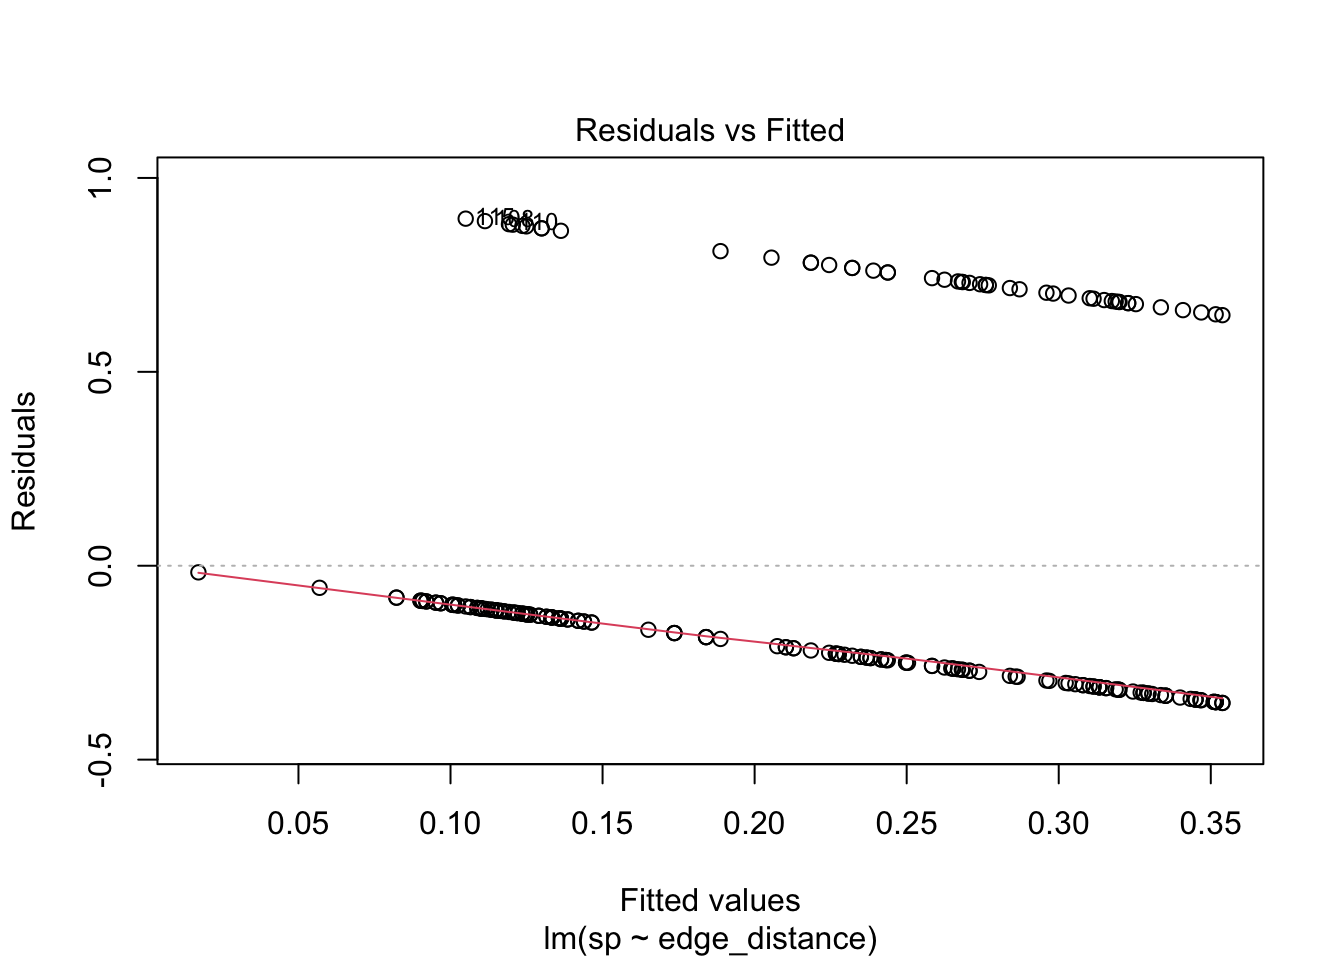 Residuals vs Fitted
Residuals
1.0
0.5
0.0
-0.5
0.05 0.10 0.15 0.20 0.25 0.30 0.35
Fitted values
lm(sp ~ edge_distance)